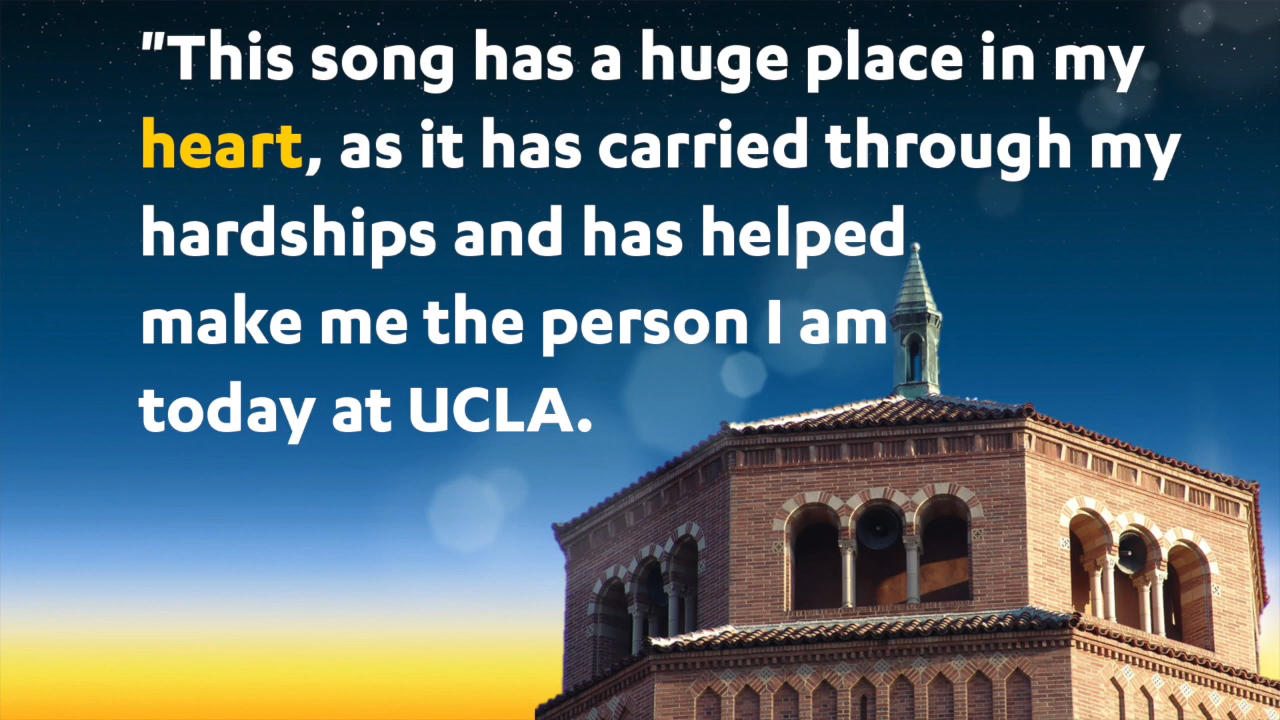 "This song has a huge place in my
heart, as it has carried through my
hardships and has helped
make me the person I am
today at UCLA.